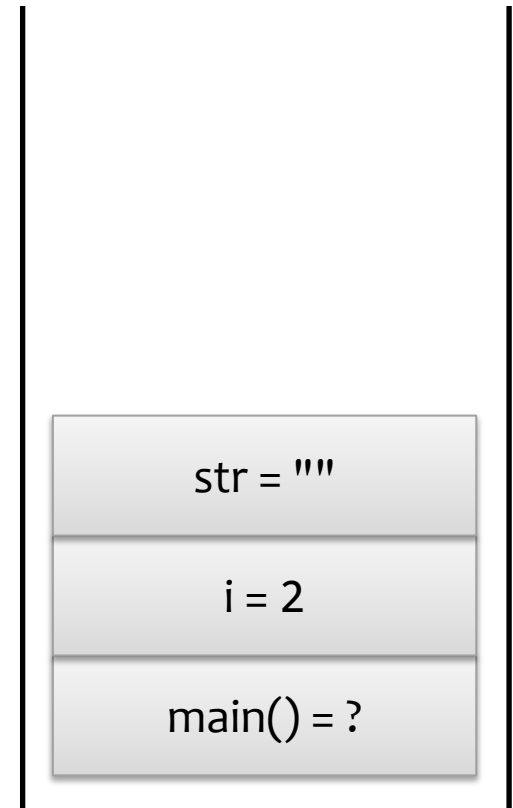 str = ""
i = 2
main() = ?